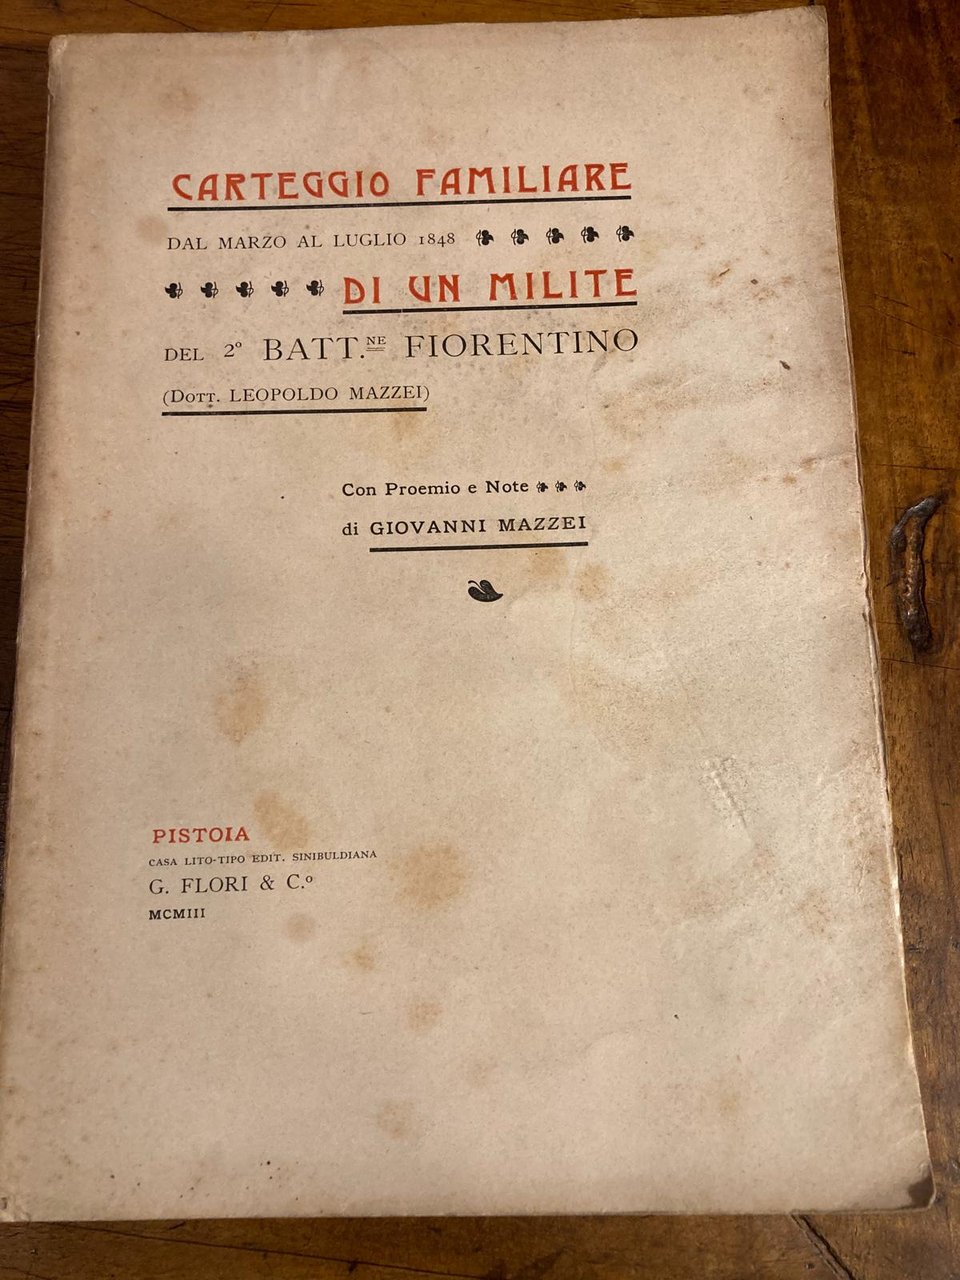 CARTEGGIO FAMILIARE
DAL MARZO AL LUGLIO 1848
DI UN MILITE
DEL 2º BATT.NE FIORENTINO
(DOTT. LEOPOLDO MAZZEI)
Con Proemio e Note
di GIOVANNI MAZZEI
PISTOIA
CASA LITO-TIPO EDIT. SINIBULDIANA
G. FLORI & C.º
MCMIII